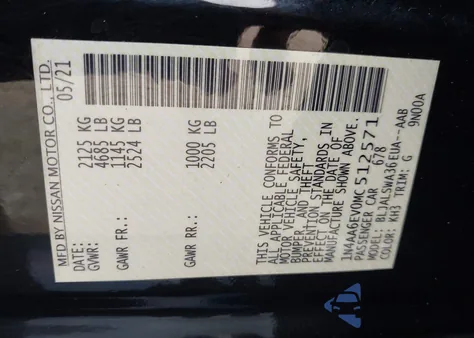 MFD BY NISSAN MOTOR CO., LTD.
05/21
GVWR: 2125 KG
4685 LB
GAWR FR.: 1145 KG
2524 LB
GAWR RR.: 1000 KG
2205 LB
THIS VEHICLE CONFORMS TO
ALL APPLICABLE FEDERAL
MOTOR VEHICLE SAFETY,
BUMPER, AND THEFT
PREVENTION STANDARDS IN
EFFECT ON THE DATE OF
MANUFACTURE SHOWN ABOVE.
1N4AA6EV0MC512571
PASSENGER CAR 678
MODEL: BLJALSWA36EUA--AAB
COLOR: KH3 TRIM: G 9N00A